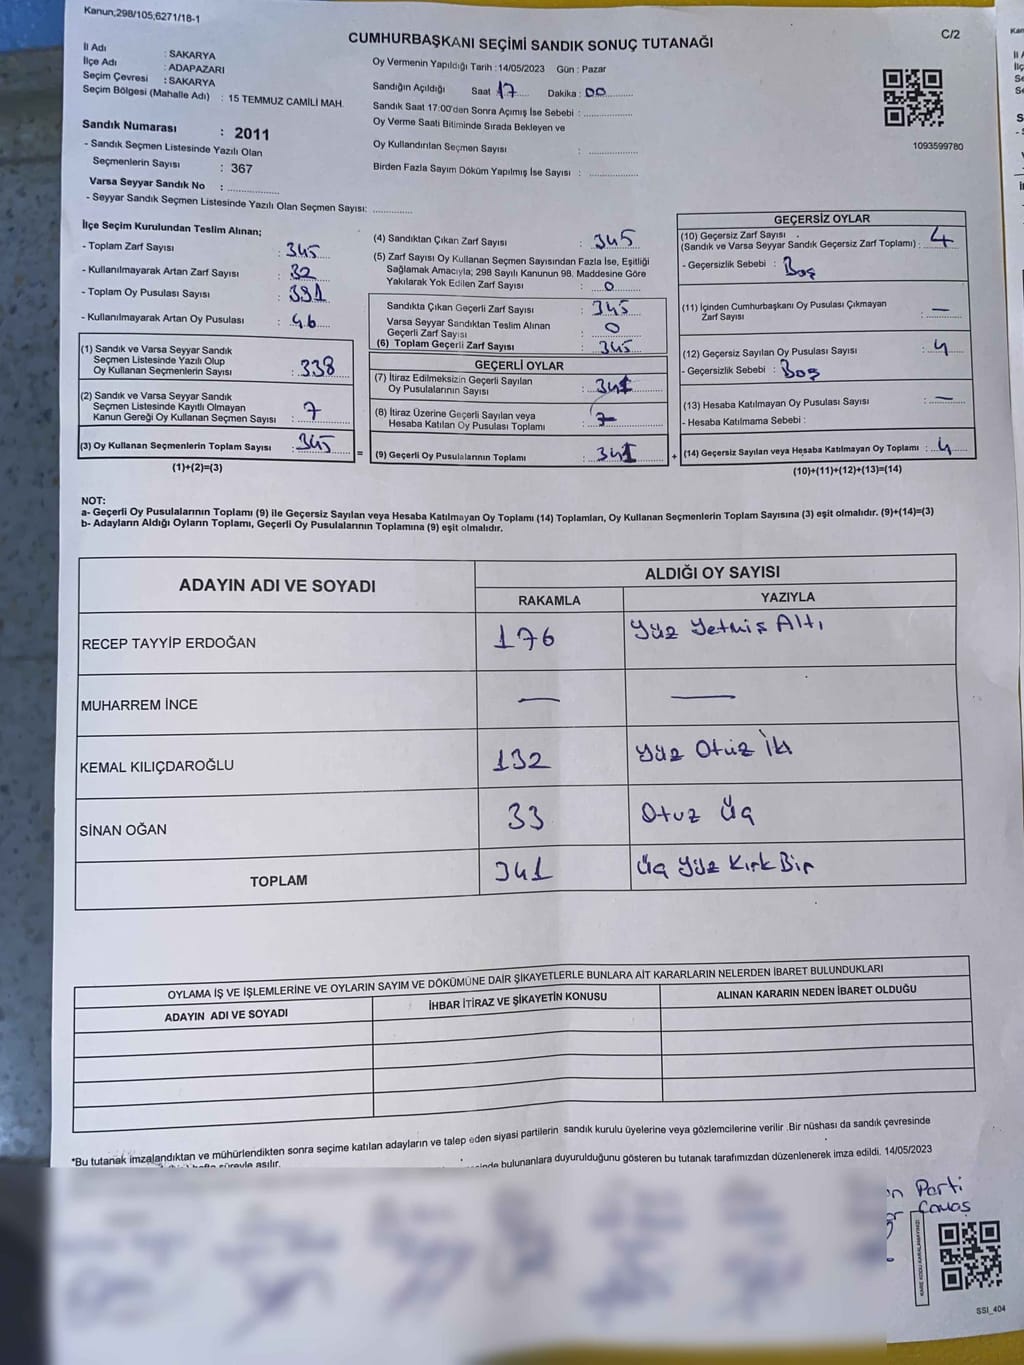 Kanun;298/105;6271/18-1
CUMHURBAŞKANI SEÇİMİ SANDIK SONUÇ TUTANAĞI
C/2
İl Adı : SAKARYA
İlçe Adı : ADAPAZARI
Seçim Çevresi : SAKARYA
Seçim Bölgesi (Mahalle Adı) : 15 TEMMUZ CAMİLİ MAH.
Sandık Numarası : 2011
- Sandık Seçmen Listesinde Yazılı Olan
Seçmenlerin Sayısı : 367
Varsa Seyyar Sandık No : ..............
- Seyyar Sandık Seçmen Listesinde Yazılı Olan Seçmen Sayısı: ............
Oy Vermenin Yapıldığı Tarih :14/05/2023 Gün : Pazar
Sandığın Açıldığı Saat 17 Dakika : 00
Sandık Saat 17:00'den Sonra Açımış İse Sebebi : ..............
Oy Verme Saati Bitiminde Sırada Bekleyen ve
Oy Kullandırılan Seçmen Sayısı : ..............
Birden Fazla Sayım Döküm Yapılmış İse Sayısı : ..............
1093599780
İlçe Seçim Kurulundan Teslim Alınan;
- Toplam Zarf Sayısı : 345
- Kullanılmayarak Artan Zarf Sayısı : 32
- Toplam Oy Pusulası Sayısı : 391
- Kullanılmayarak Artan Oy Pusulası : 46
(1) Sandık ve Varsa Seyyar Sandık
Seçmen Listesinde Yazılı Olup
Oy Kullanan Seçmenlerin Sayısı : 338
(2) Sandık ve Varsa Seyyar Sandık
Seçmen Listesinde Kayıtlı Olmayan
Kanun Gereği Oy Kullanan Seçmen Sayısı : 7
(3) Oy Kullanan Seçmenlerin Toplam Sayısı : 345
(1)+(2)=(3)
=
(4) Sandıktan Çıkan Zarf Sayısı : 345
(5) Zarf Sayısı Oy Kullanan Seçmen Sayısından Fazla İse, Eşitliği
Sağlamak Amacıyla; 298 Sayılı Kanunun 98. Maddesine Göre
Yakılarak Yok Edilen Zarf Sayısı : 0
Sandıkta Çıkan Geçerli Zarf Sayısı : 345
Varsa Seyyar Sandıktan Teslim Alınan
Geçerli Zarf Sayısı : 0
(6) Toplam Geçerli Zarf Sayısı : 345
GEÇERLİ OYLAR
(7) İtiraz Edilmeksizin Geçerli Sayılan
Oy Pusulalarının Sayısı : 341
(8) İtiraz Üzerine Geçerli Sayılan veya
Hesaba Katılan Oy Pusulası Toplamı :
(9) Geçerli Oy Pusulalarının Toplamı : 341
+
GEÇERSİZ OYLAR
(10) Geçersiz Zarf Sayısı
(Sandık ve Varsa Seyyar Sandık Geçersiz Zarf Toplamı) : 4
- Geçersizlik Sebebi : Boş
(11) İçinden Cumhurbaşkanı Oy Pusulası Çıkmayan
Zarf Sayısı : —
(12) Geçersiz Sayılan Oy Pusulası Sayısı : 4
- Geçersizlik Sebebi : Boş
(13) Hesaba Katılmayan Oy Pusulası Sayısı : —
- Hesaba Katılmama Sebebi :
(14) Geçersiz Sayılan veya Hesaba Katılmayan Oy Toplamı : 4
(10)+(11)+(12)+(13)=(14)
NOT:
a- Geçerli Oy Pusulalarının Toplamı (9) ile Geçersiz Sayılan veya Hesaba Katılmayan Oy Toplamı (14) Toplamları, Oy Kullanan Seçmenlerin Toplam Sayısına (3) eşit olmalıdır. (9)+(14)=(3)
b- Adayların Aldığı Oyların Toplamı, Geçerli Oy Pusulalarının Toplamına (9) eşit olmalıdır.
ADAYIN ADI VE SOYADI
ALDIĞI OY SAYISI
RAKAMLA YAZIYLA
RECEP TAYYİP ERDOĞAN 176 Yüz Yetmiş Altı
MUHARREM İNCE — —
KEMAL KILIÇDAROĞLU 132 Yüz Otuz İki
SİNAN OĞAN 33 Otuz Üç
TOPLAM 341 Üç Yüz Kırk Bir
OYLAMA İŞ VE İŞLEMLERİNE VE OYLARIN SAYIM VE DÖKÜMÜNE DAİR ŞİKAYETLERLE BUNLARA AİT KARARLARIN NELERDEN İBARET BULUNDUKLARI
ADAYIN ADI VE SOYADI İHBAR İTİRAZ VE ŞİKAYETİN KONUSU ALINAN KARARIN NEDEN İBARET OLDUĞU
*Bu tutanak imzalandıktan ve mühürlendikten sonra seçime katılan adayların ve talep eden siyasi partilerin sandık kurulu üyelerine veya gözlemcilerine verilir .Bir nüshası da sandık çevresinde
süreyle asılır.
bulunanlara duyurulduğunu gösteren bu tutanak tarafımızdan düzenlenerek imza edildi. 14/05/2023
Parti
KARE KODU KARALAMAYINIZ!
SSI_404